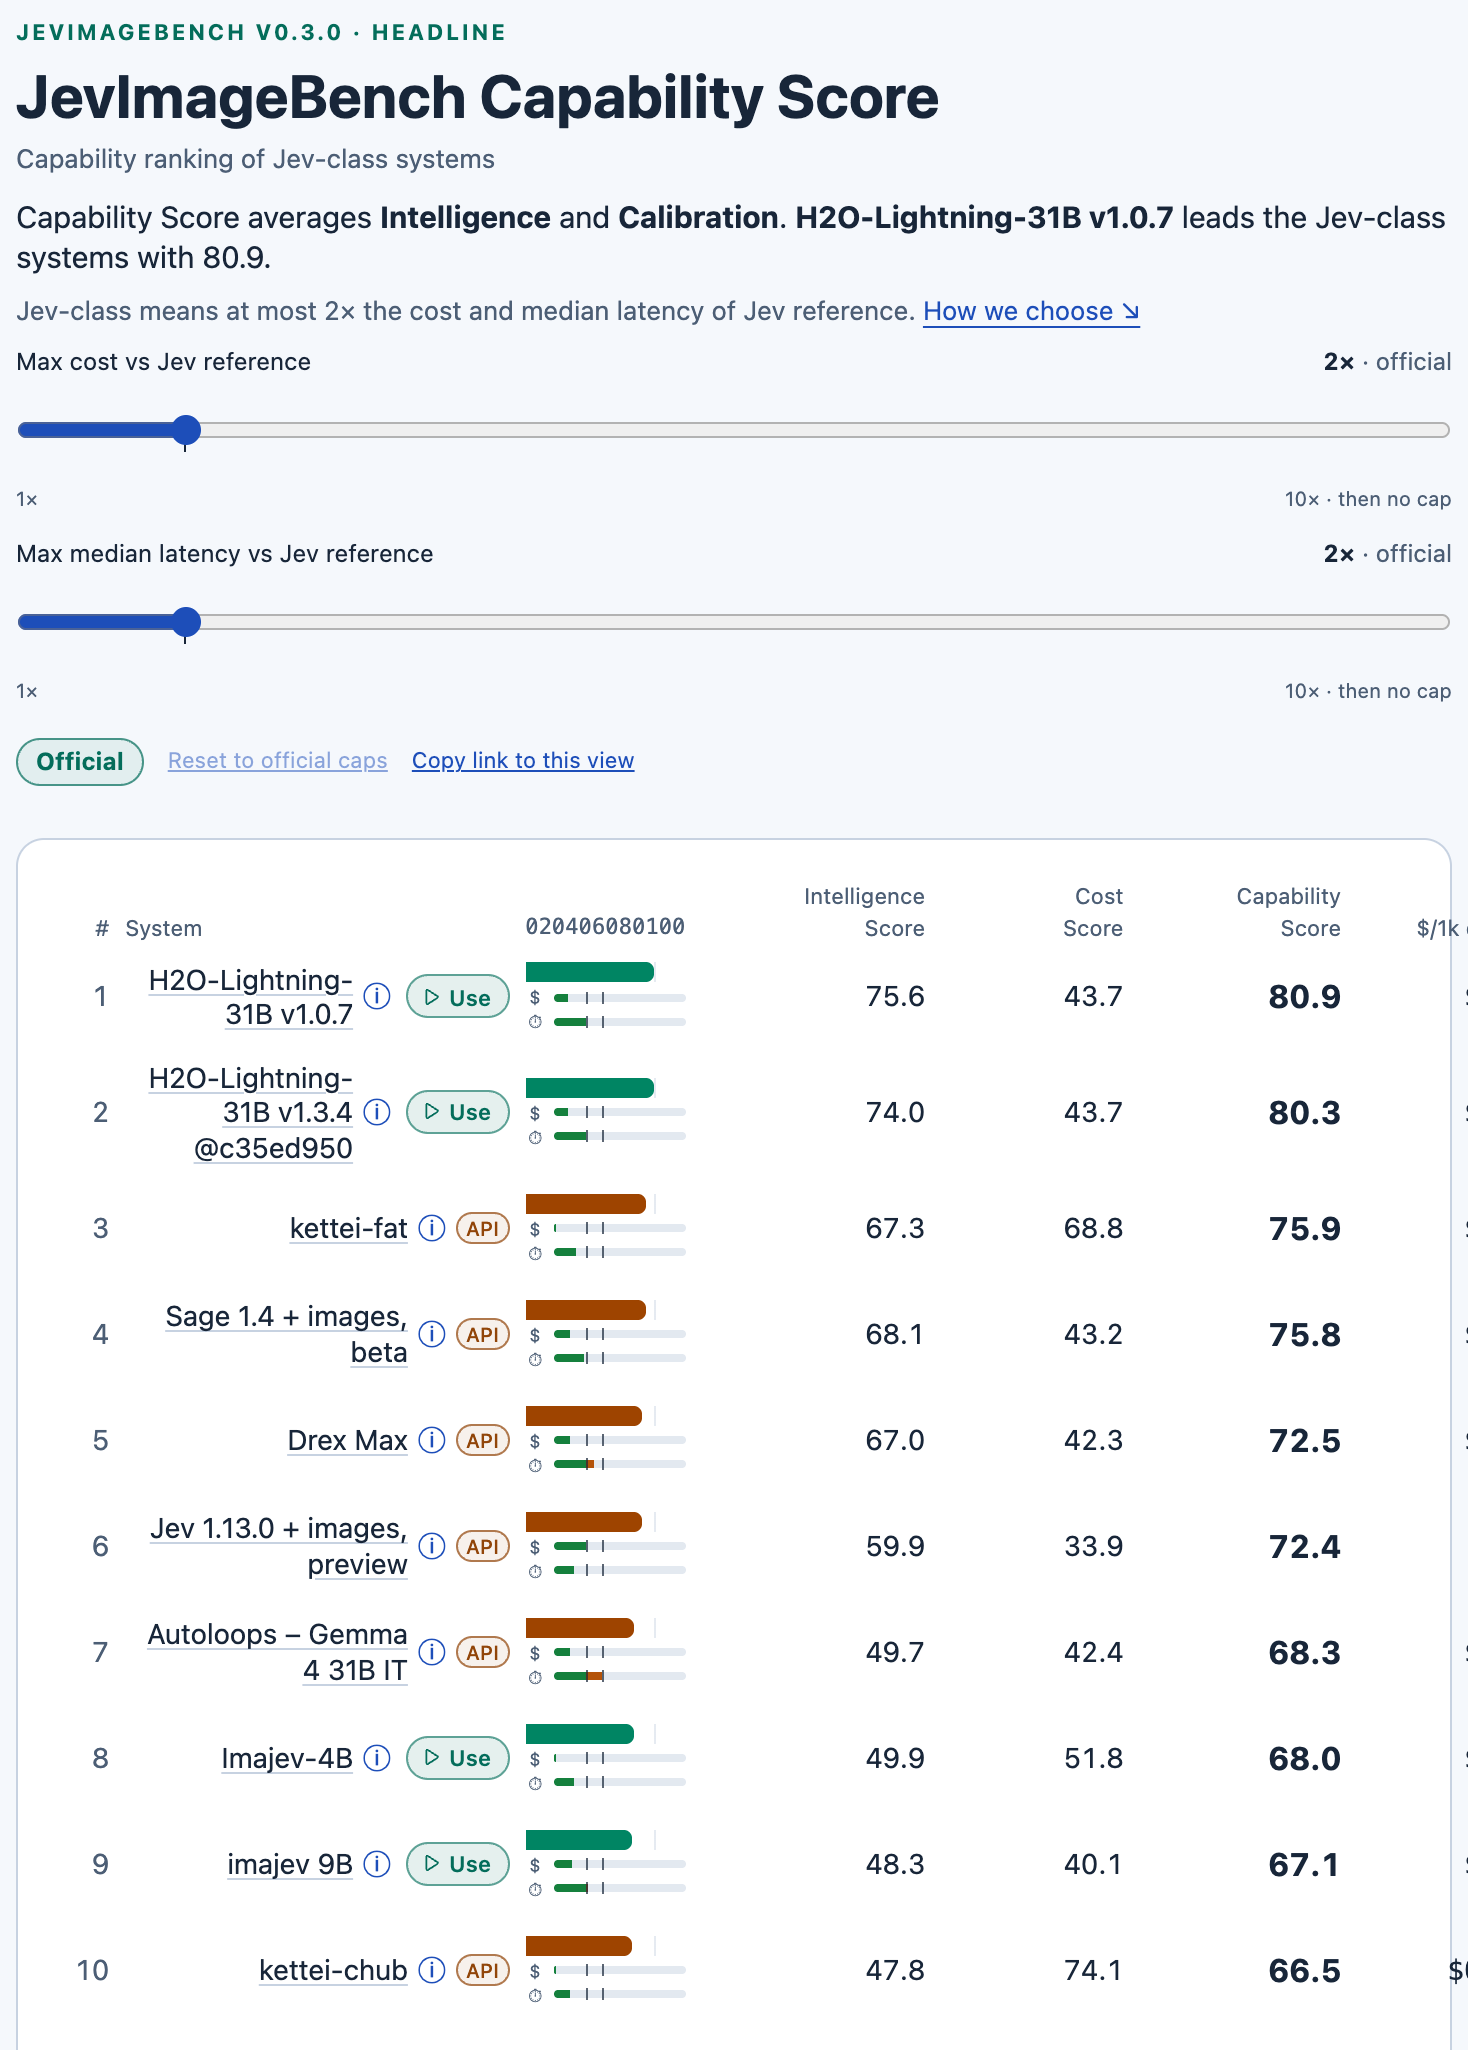 JEVIMAGEBENCH V0.3.0 · HEADLINE
JevImageBench Capability Score
Capability ranking of Jev-class systems
Capability Score averages Intelligence and Calibration. H2O-Lightning-31B v1.0.7 leads the Jev-class
systems with 80.9.
Jev-class means at most 2× the cost and median latency of Jev reference. How we choose ↘
Max cost vs Jev reference 2× · official
1× 10× · then no cap
Max median latency vs Jev reference 2× · official
1× 10× · then no cap
Official Reset to official caps Copy link to this view
Intelligence Cost Capability
# System 020406080100 Score Score Score $/1k
H2O-Lightning-
1 31B v1.0.7 i Use $ 75.6 43.7 80.9
H2O-Lightning-
2 31B v1.3.4 i Use $ 74.0 43.7 80.3
@c35ed950
3 kettei-fat i API $ 67.3 68.8 75.9
Sage 1.4 + images,
4 beta i API $ 68.1 43.2 75.8
5 Drex Max i API $ 67.0 42.3 72.5
Jev 1.13.0 + images,
6 preview i API $ 59.9 33.9 72.4
Autoloops – Gemma
7 4 31B IT i API $ 49.7 42.4 68.3
8 Imajev-4B i Use $ 49.9 51.8 68.0
9 imajev 9B i Use $ 48.3 40.1 67.1
10 kettei-chub i API $ 47.8 74.1 66.5